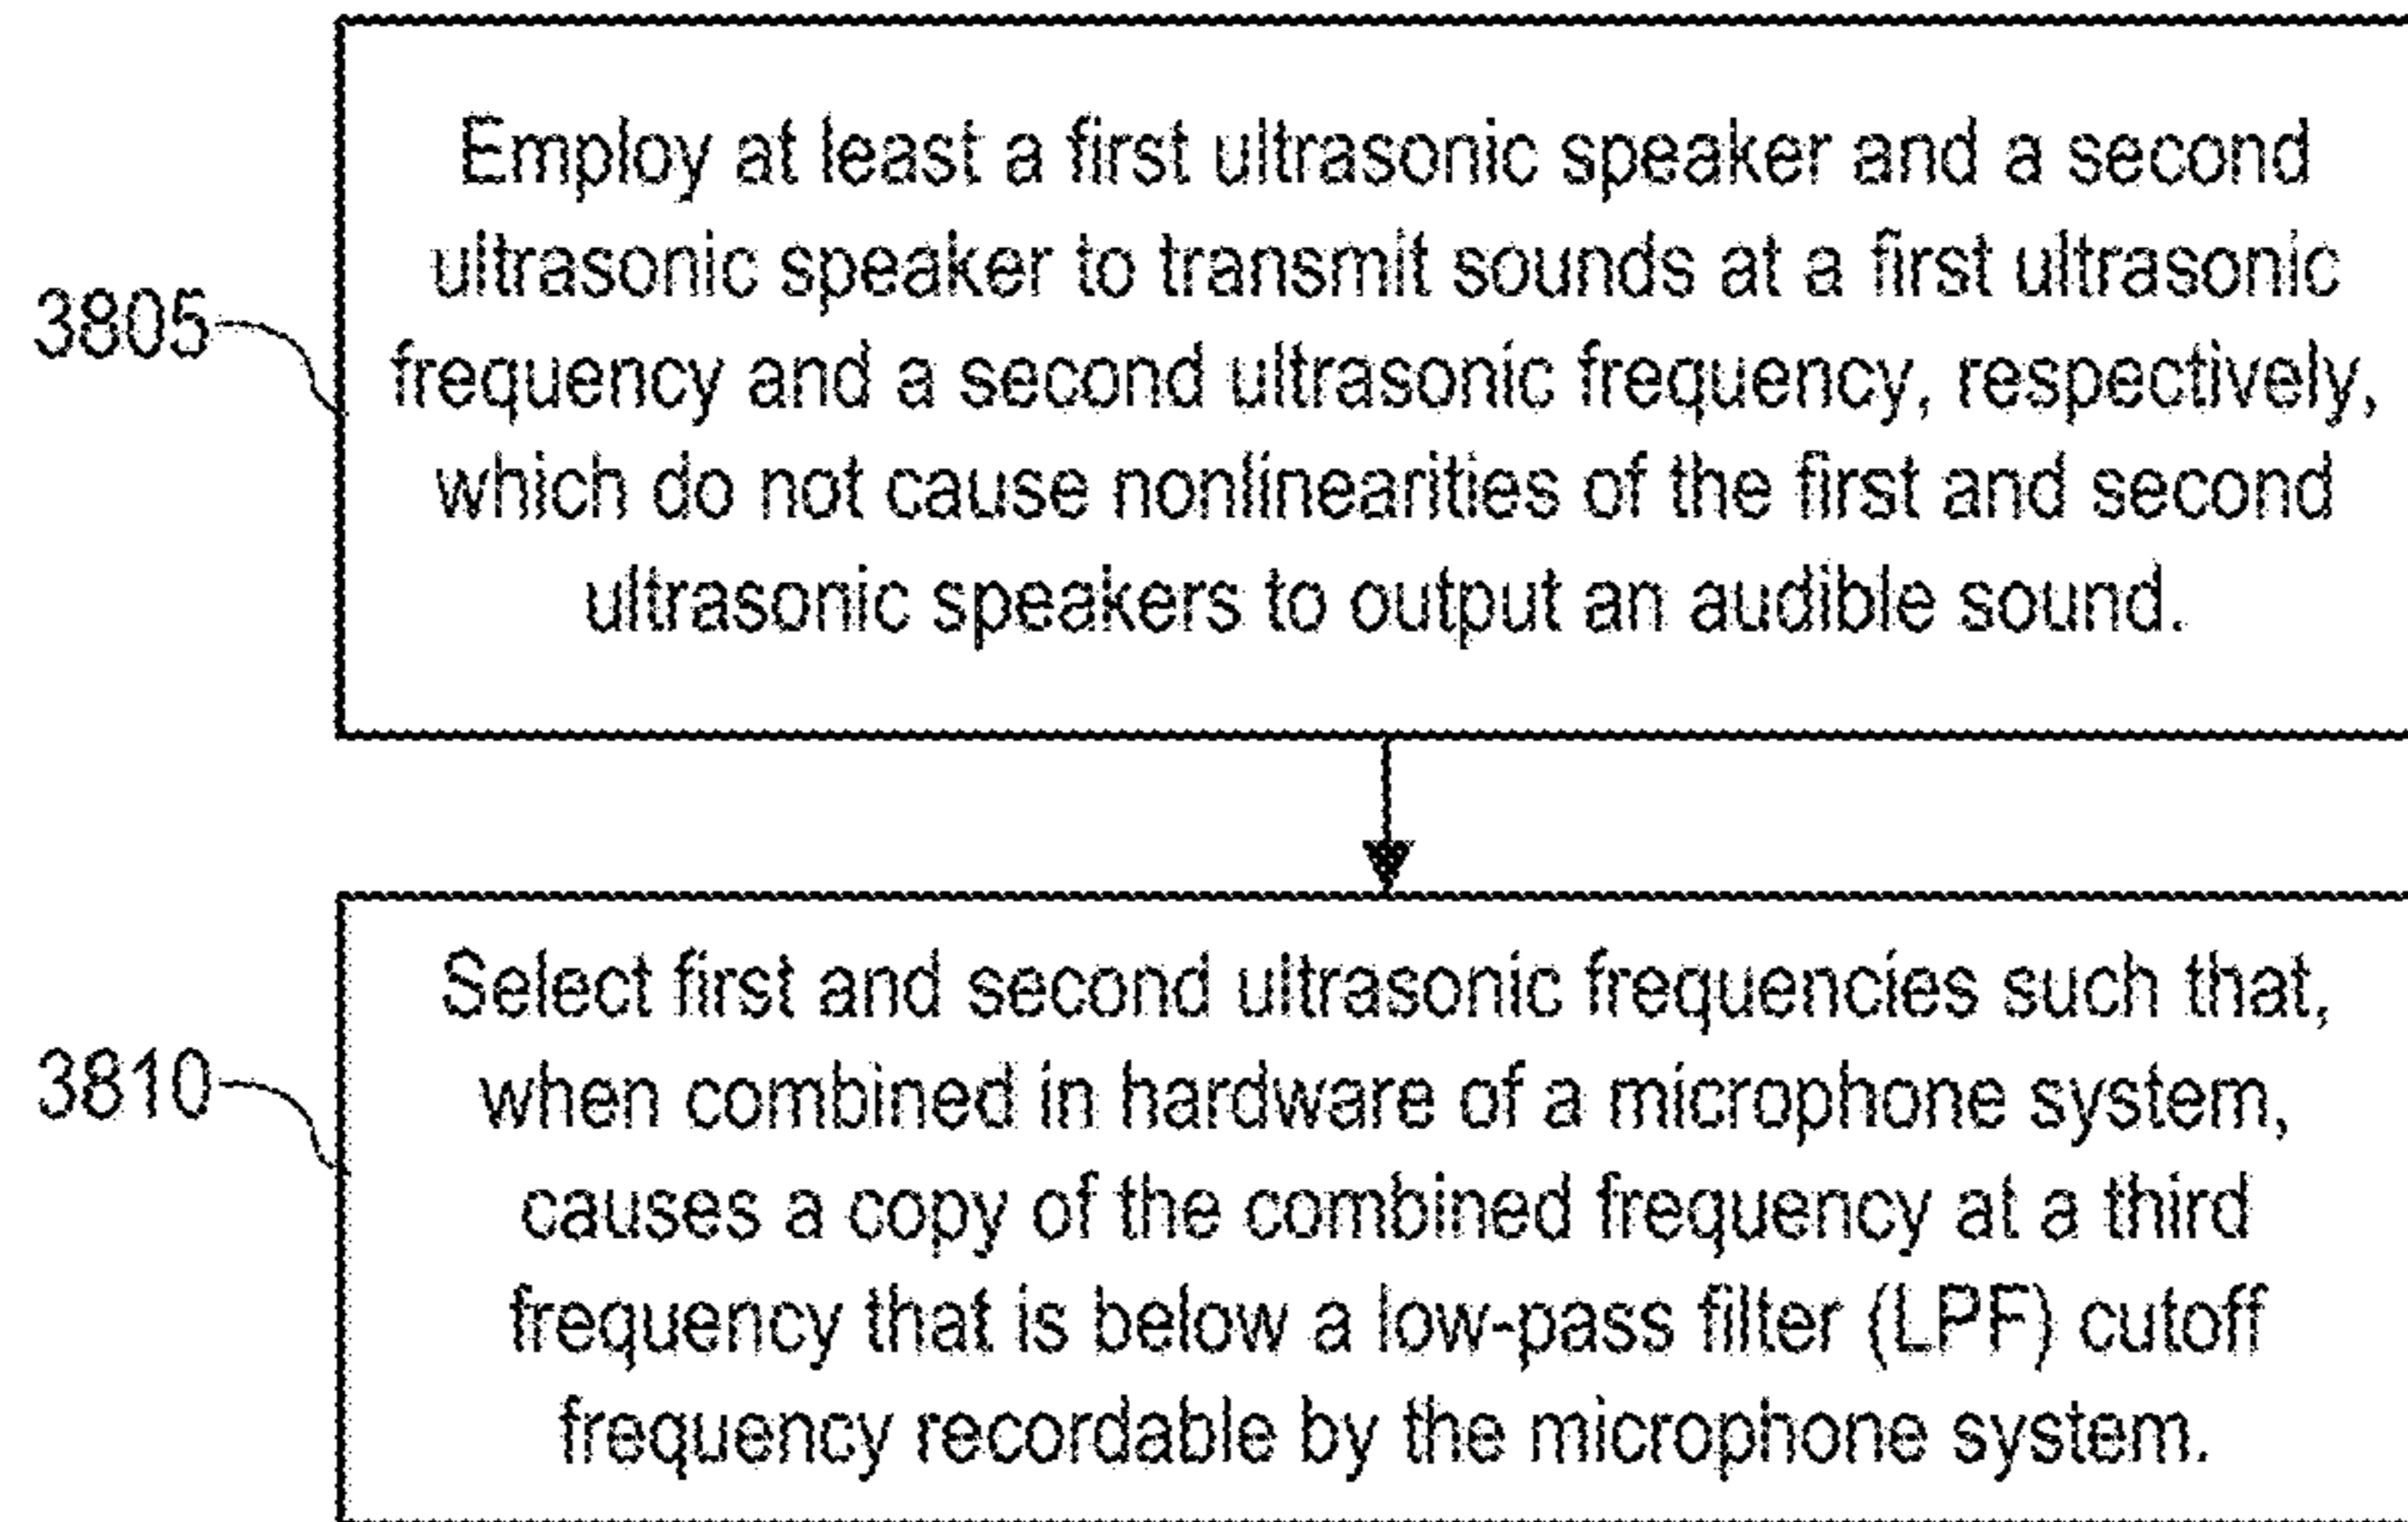 Employ at least a first ultrasonic speaker and a second
ultrasonic speaker to transmit sounds at a first ultrasonic
3805
frequency and a second ultrasonic frequency, respectively,
which do not cause nonlinearities of the first and second
ultrasonic speakers to output an audible sound.
Select first and second ultrasonic frequencies such that,
3810
when combined in hardware of a microphone system,
causes a copy of the combined frequency at a third
frequency that is below a low-pass filter (LPF) cutoff
frequency recordable by the microphone system.